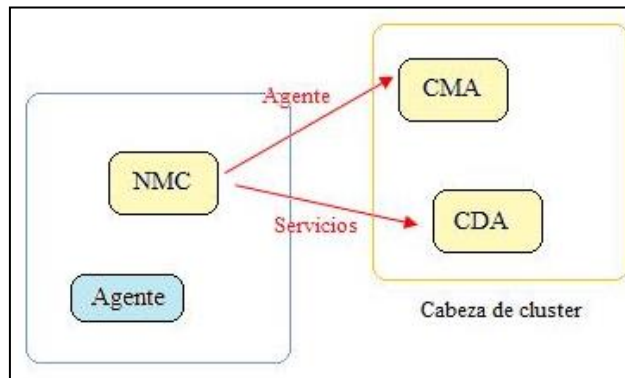 CMA
Agente
NMC
Servicios
CDA
Agente
Cabeza de cluster